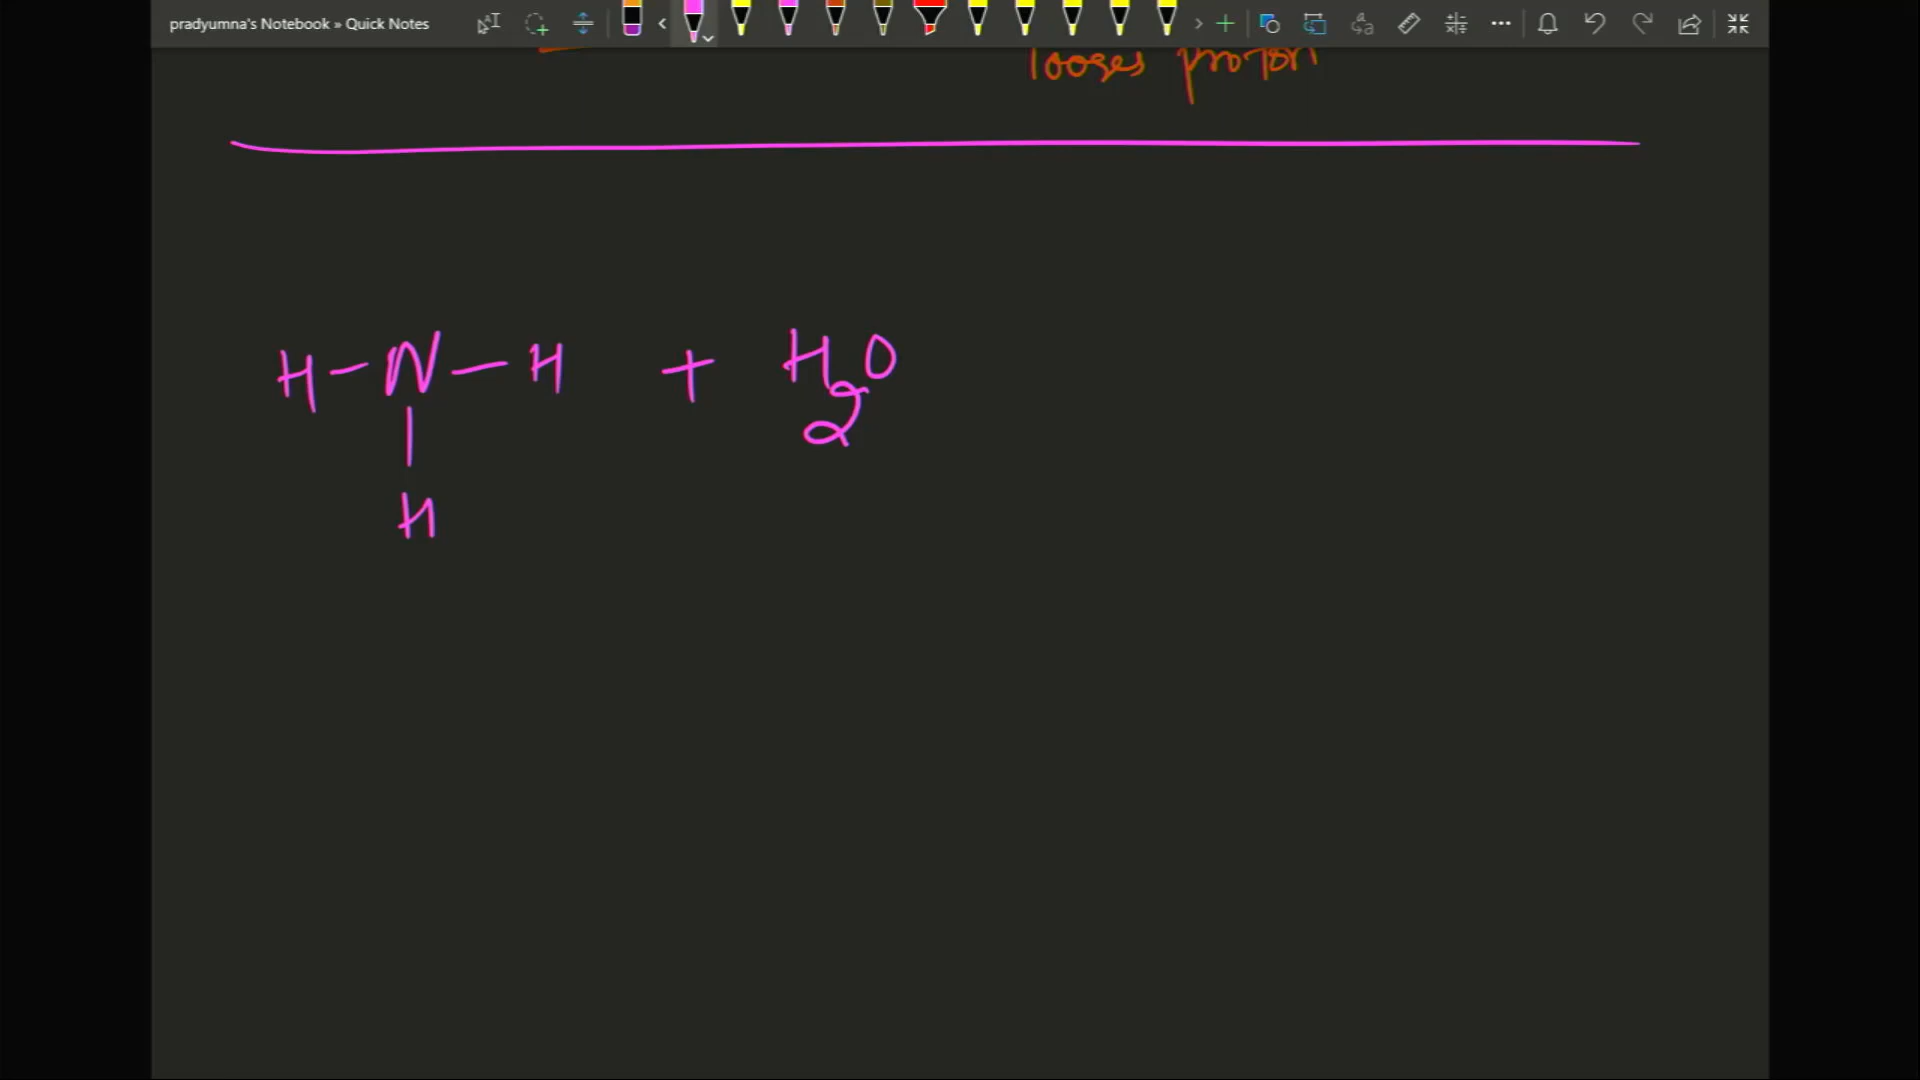 pradyumna's Notebook » Quick Notes
looses proton
H-N-H + H2O
|
H